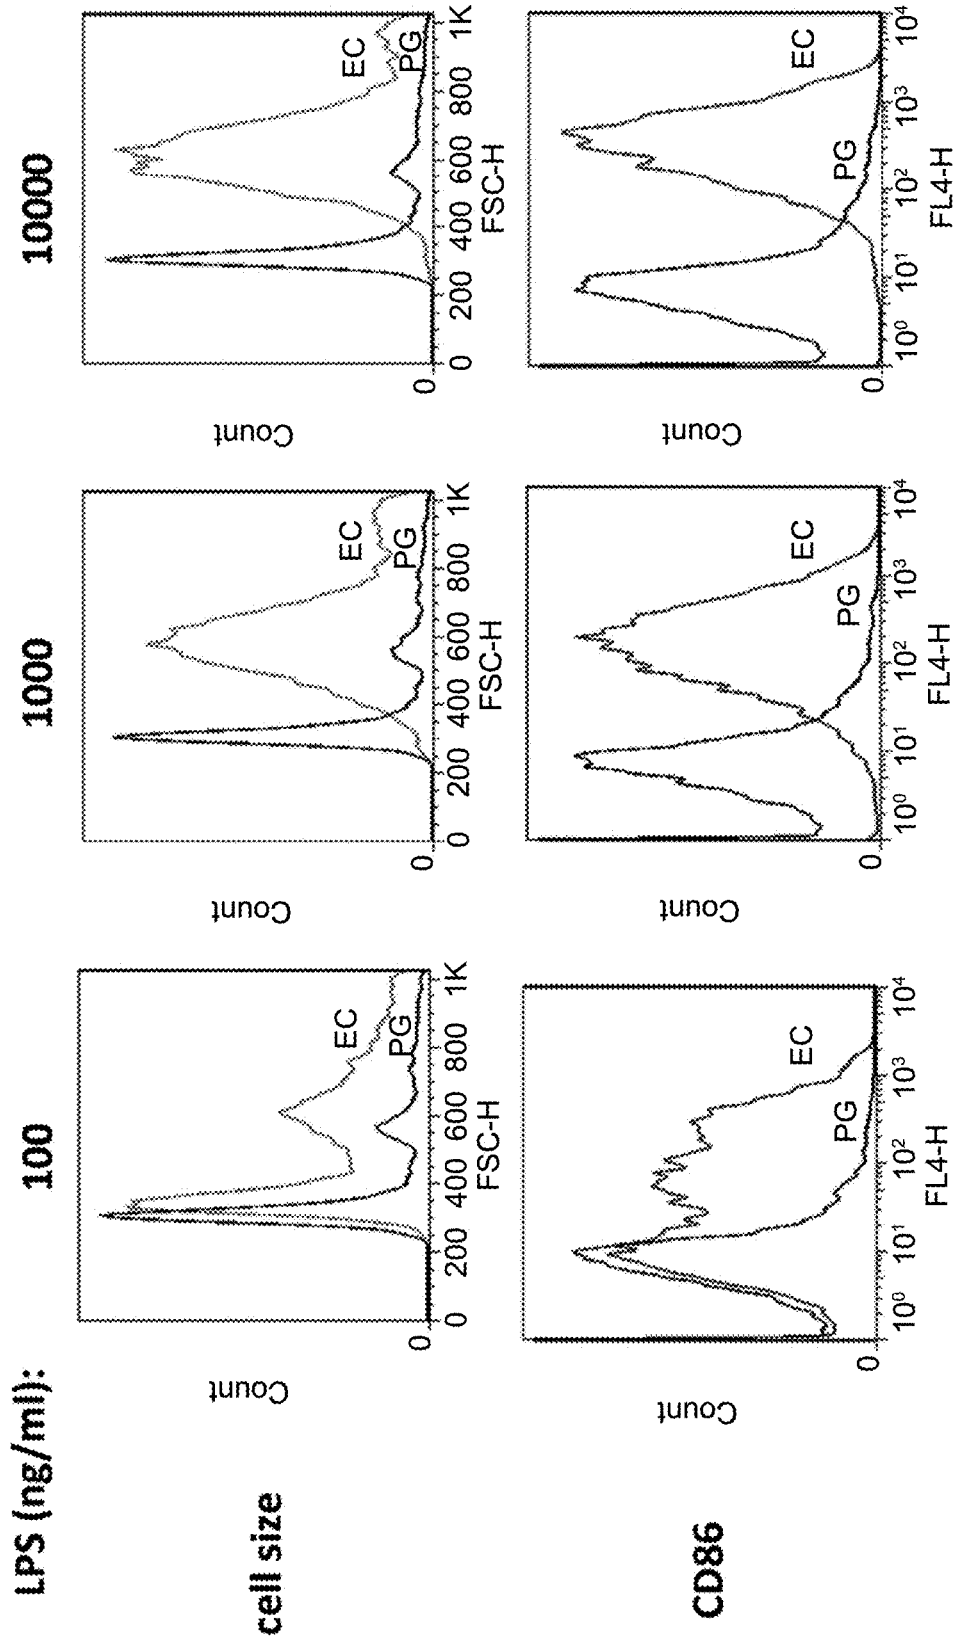 LPS (ng/ml):
100
1000
10000
cell size
Count
EC
PG
0
0 200 400 600 800 1K
FSC-H
Count
EC
PG
0
0 200 400 600 800 1K
FSC-H
Count
EC
PG
0
0 200 400 600 800 1K
FSC-H
CD86
Count
EC
PG
0
10⁰ 10¹ 10² 10³ 10⁴
FL4-H
Count
EC
PG
0
10⁰ 10¹ 10² 10³ 10⁴
FL4-H
Count
EC
PG
0
10⁰ 10¹ 10² 10³ 10⁴
FL4-H